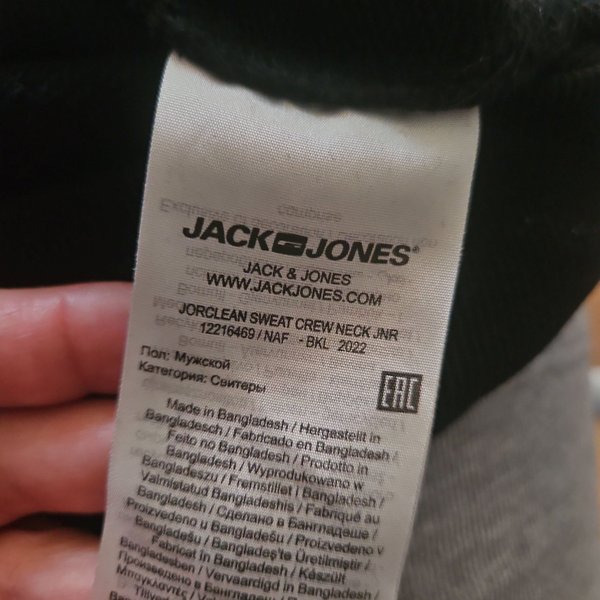 JACK JONES®
JACK & JONES
WWW.JACKJONES.COM
JORCLEAN SWEAT CREW NECK JNR
12216469 / NAF - BKL 2022
Пол: Мужской
Категория: Свитеры
EAC
Made in Bangladesh / Hergestellt in
Bangladesch / Fabricado en Bangladesh /
Feito no Bangladesh / Prodotto in
Bangladesh / Wyprodukowano w
Bangladeszu / Fremstillet i Bangladesh /
Valmistatud Bangladeshis / Fabriqué au
Bangladesh / Сделано в Бангладеше /
Proizvedeno u Bangladešu / Proizvedeno v
Bangladešu / Bangladeş'te Üretilmiştir /
Fabricat în Bangladesh / Készült
Bangladesben / Vervaardigd in Bangladesh /
Произведено в Бангладеш /
Μπαγκλαντές /